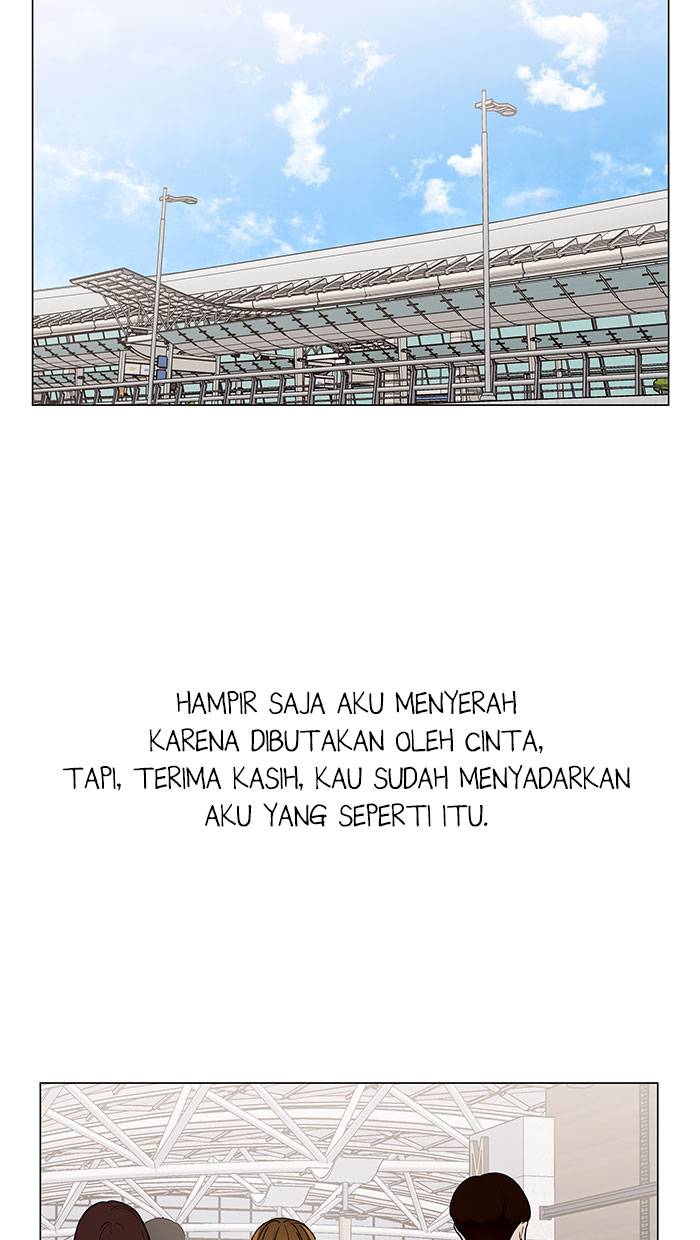 HAMPIR SAJA AKU MENYERAH
KARENA DIBUTAKAN OLEH CINTA,
TAPI, TERIMA KASIH, KAU SUDAH MENYADARKAN
AKU YANG SEPERTI ITU.
M